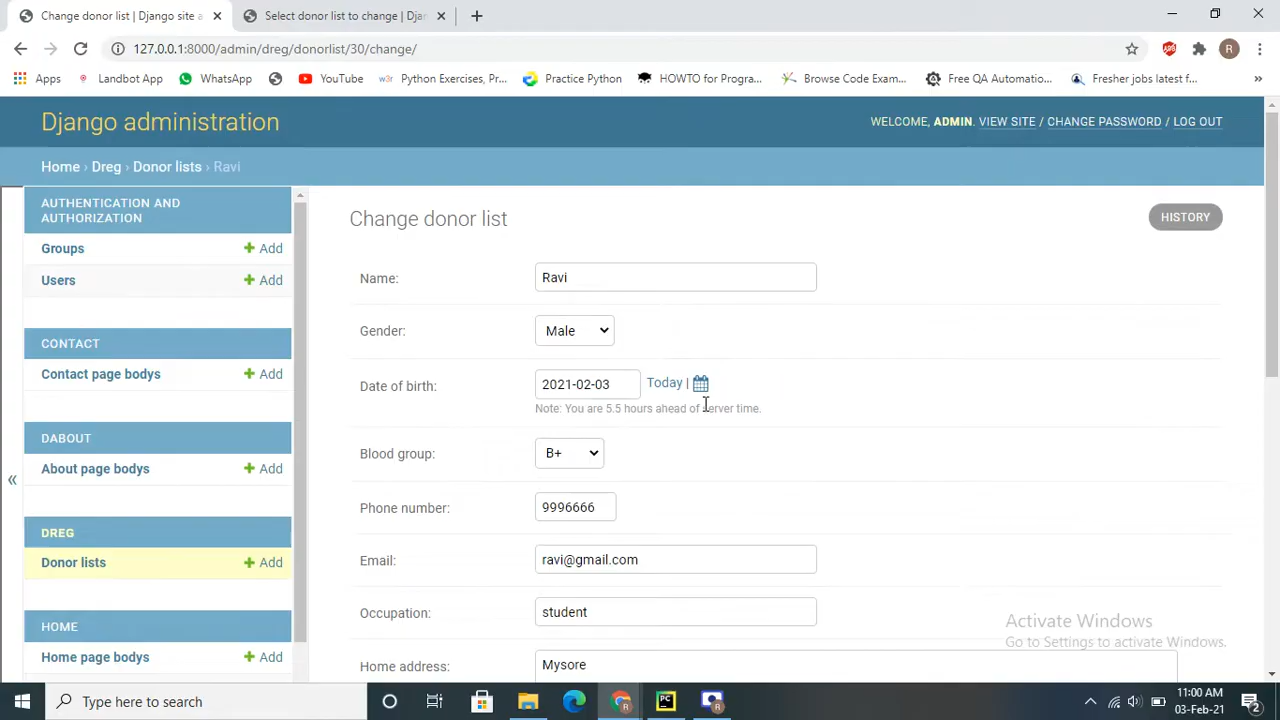 Change donor list | Django site a
Select donor list to change | Dj
127.0.0.1:8000/admin/dreg/donorlist/30/change/
R
Apps
Landbot App
WhatsApp
YouTube
Python Exercises, Pr...
Practice Python
HOWTO for Progra...
Browse Code Exam...
Free QA Automatio...
Fresher jobs latest f...
»
Django administration
WELCOME, ADMIN. VIEW SITE / CHANGE PASSWORD / LOG OUT
Home › Dreg › Donor lists › Ravi
AUTHENTICATION AND
AUTHORIZATION
Groups + Add
Users + Add
CONTACT
Contact page bodys + Add
DABOUT
About page bodys + Add
DREG
Donor lists + Add
HOME
Home page bodys + Add
«
Change donor list
HISTORY
Name: Ravi
Gender: Male
Date of birth: 2021-02-03 Today |
Note: You are 5.5 hours ahead of server time.
Blood group: B+
Phone number: 9996666
Email: ravi@gmail.com
Occupation: student
Home address: Mysore
Activate Windows
Go to Settings to activate Windows.
Type here to search
11:00 AM
03-Feb-21
2